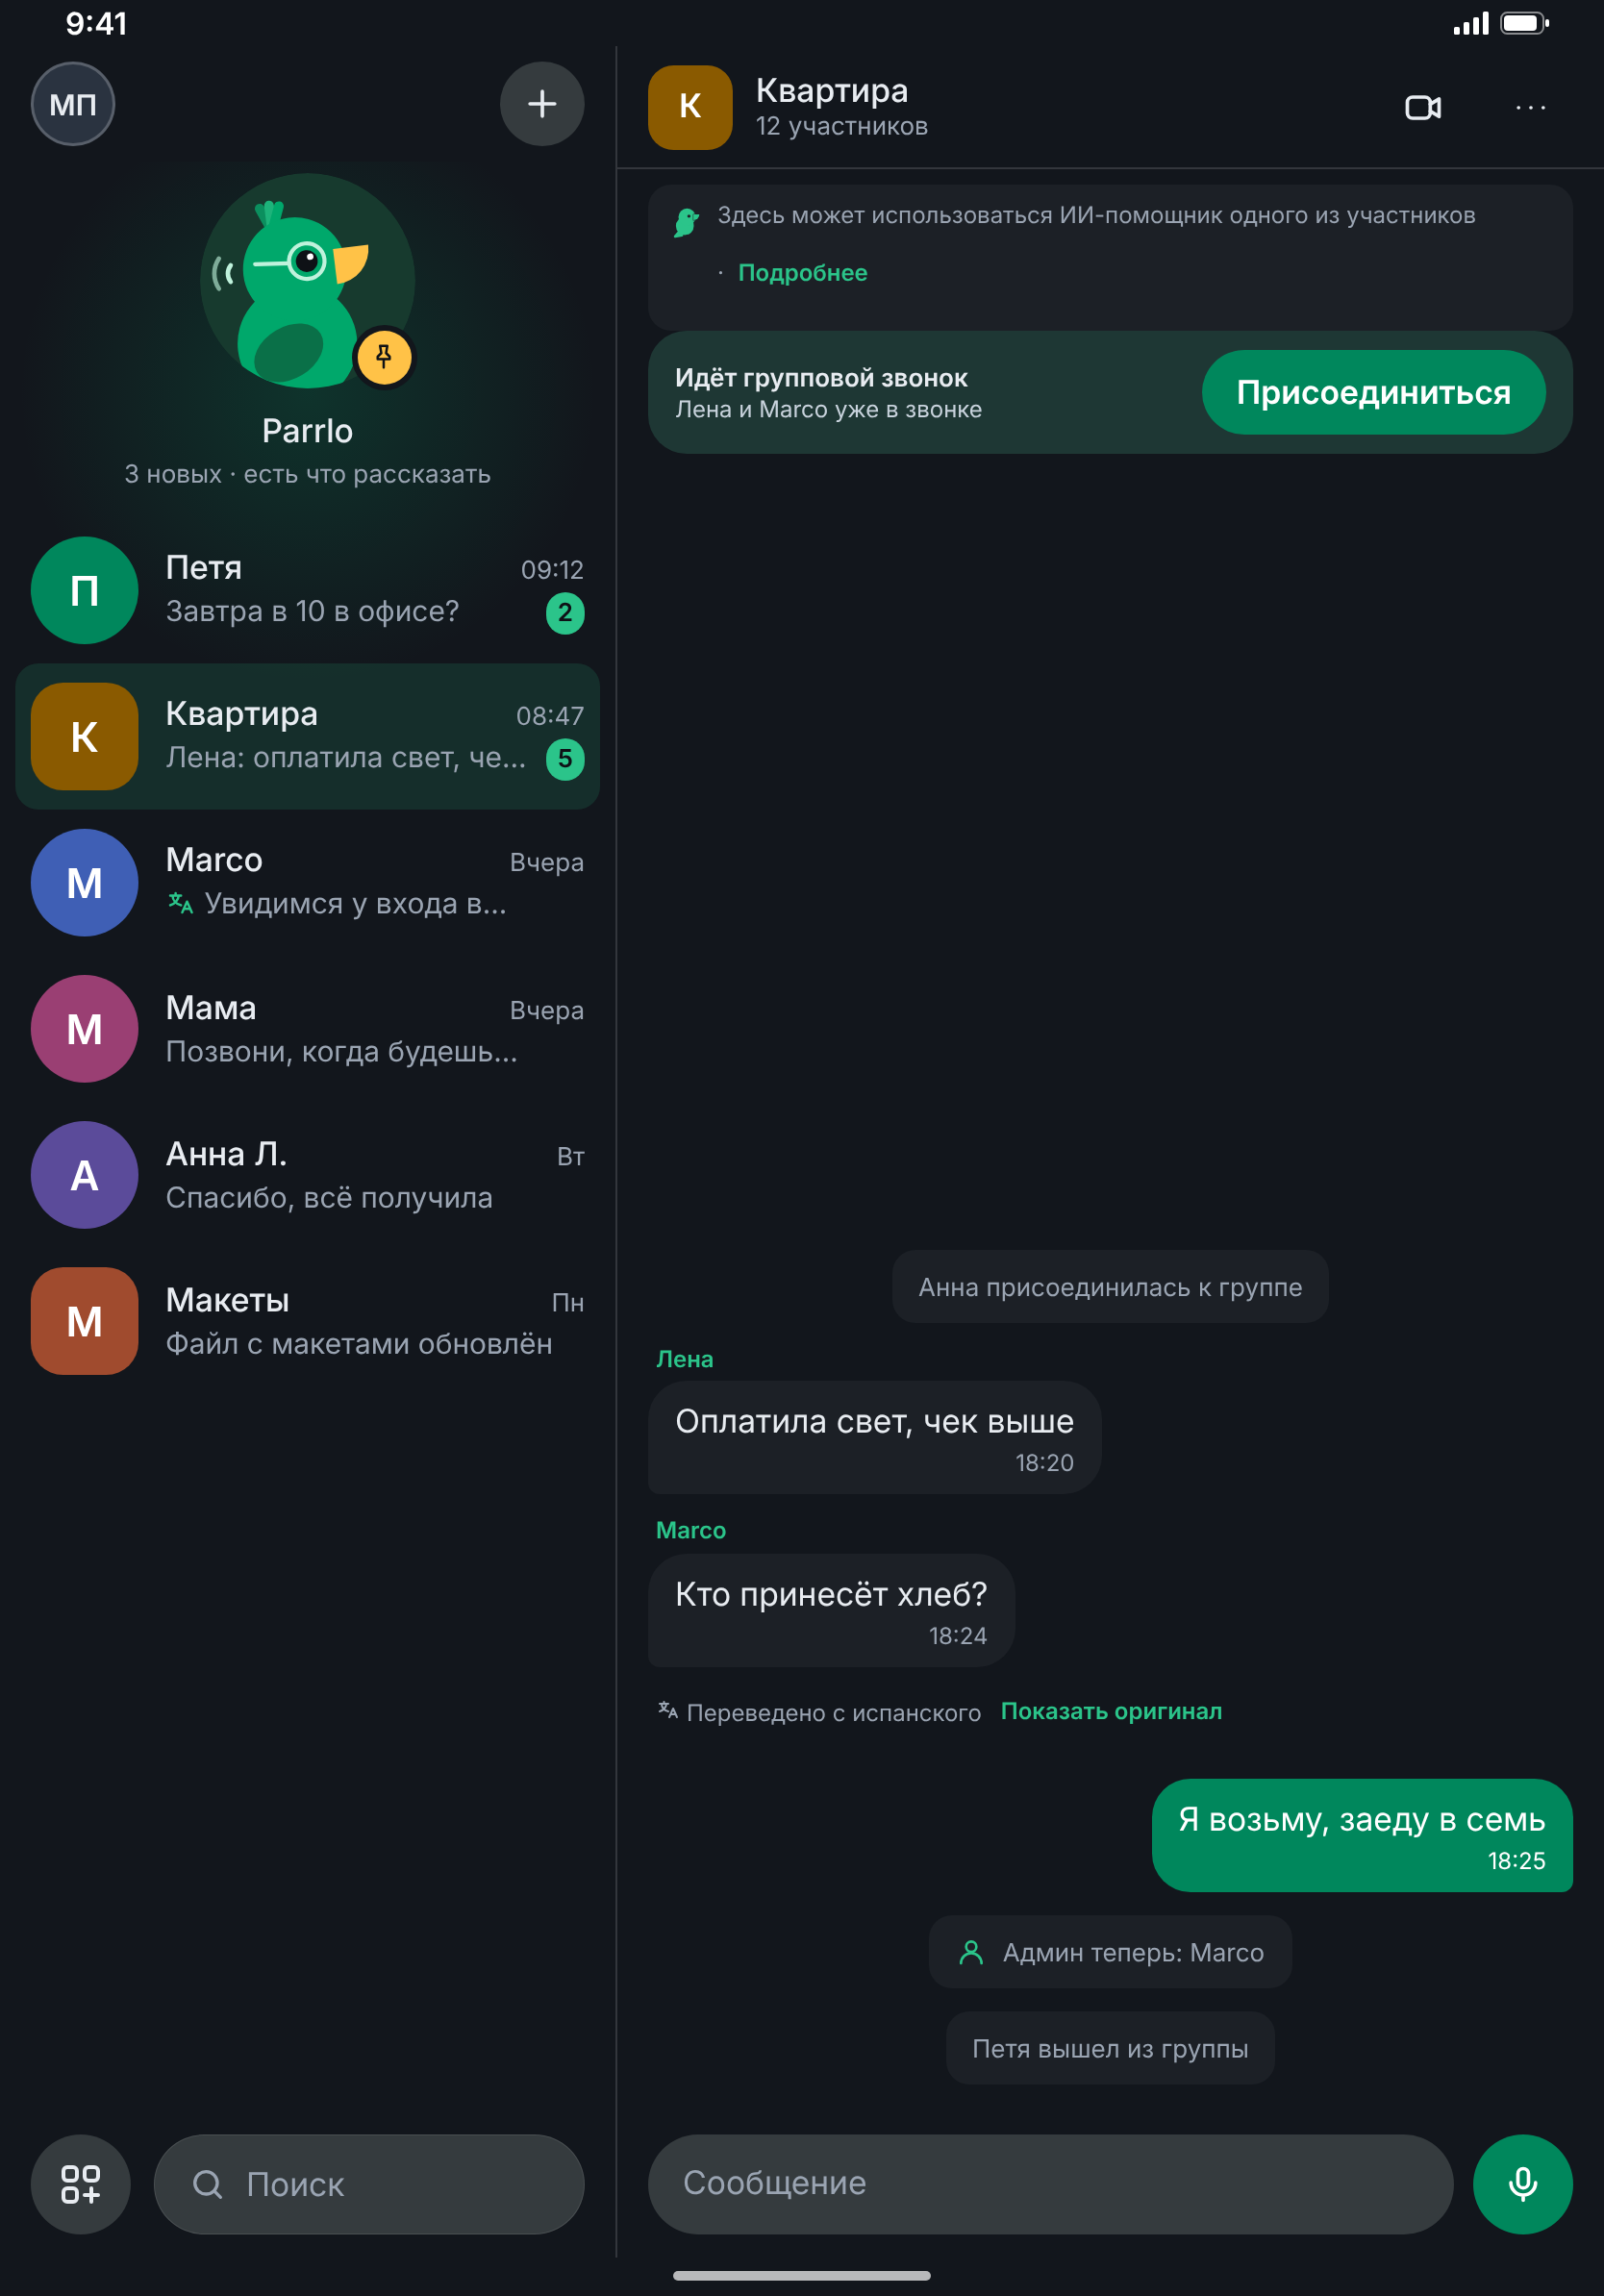 9:41
МП
Parrlo
3 новых · есть что рассказать
П
Петя
09:12
Завтра в 10 в офисе?
2
К
Квартира
08:47
Лена: оплатила свет, че...
5
M
Marco
Вчера
Увидимся у входа в...
М
Мама
Вчера
Позвони, когда будешь...
А
Анна Л.
Вт
Спасибо, всё получила
М
Макеты
Пн
Файл с макетами обновлён
Поиск
К
Квартира
12 участников
Здесь может использоваться ИИ-помощник одного из участников
· Подробнее
Идёт групповой звонок
Лена и Marco уже в звонке
Присоединиться
Анна присоединилась к группе
Лена
Оплатила свет, чек выше
18:20
Marco
Кто принесёт хлеб?
18:24
Переведено с испанского Показать оригинал
Я возьму, заеду в семь
18:25
Админ теперь: Marco
Петя вышел из группы
Сообщение